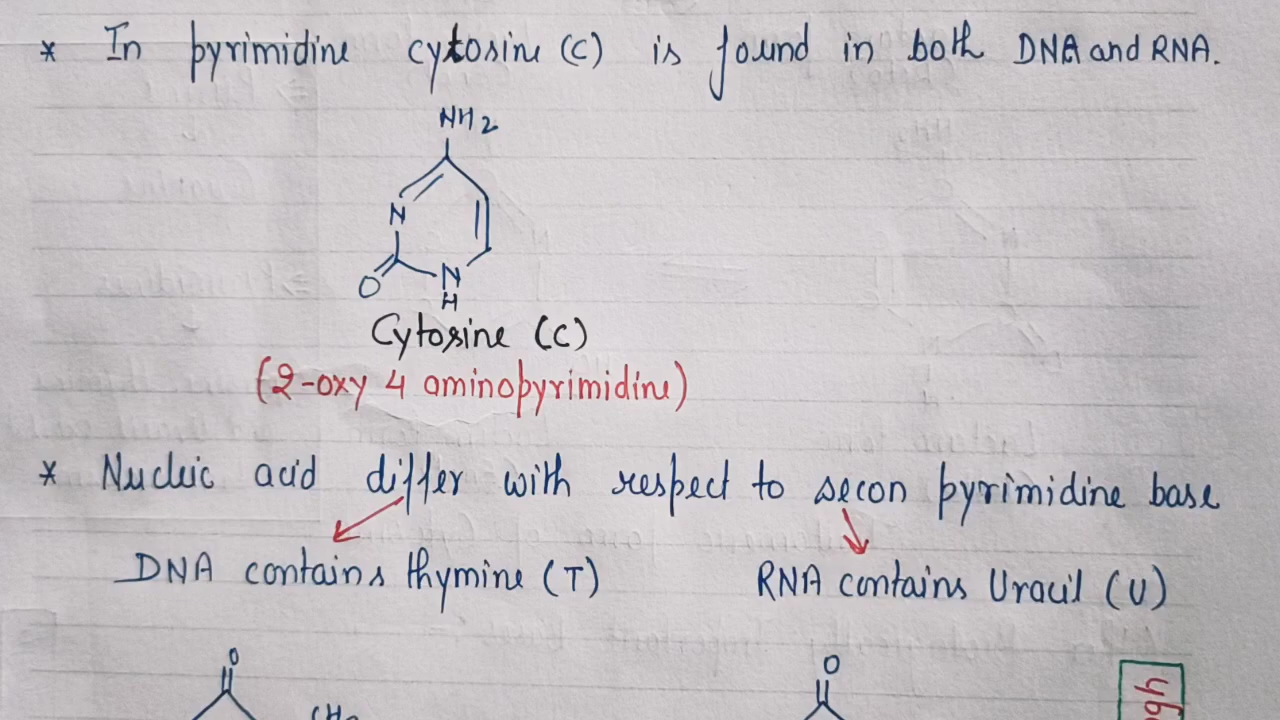 * In pyrimidine cytosine (C) is found in both DNA and RNA.
NH2
N
O N
H
Cytosine (C)
(2-oxy 4 aminopyrimidine)
* Nucleic acid differ with respect to secon pyrimidine base
DNA contains thymine (T) RNA contains Uracil (U)
O O